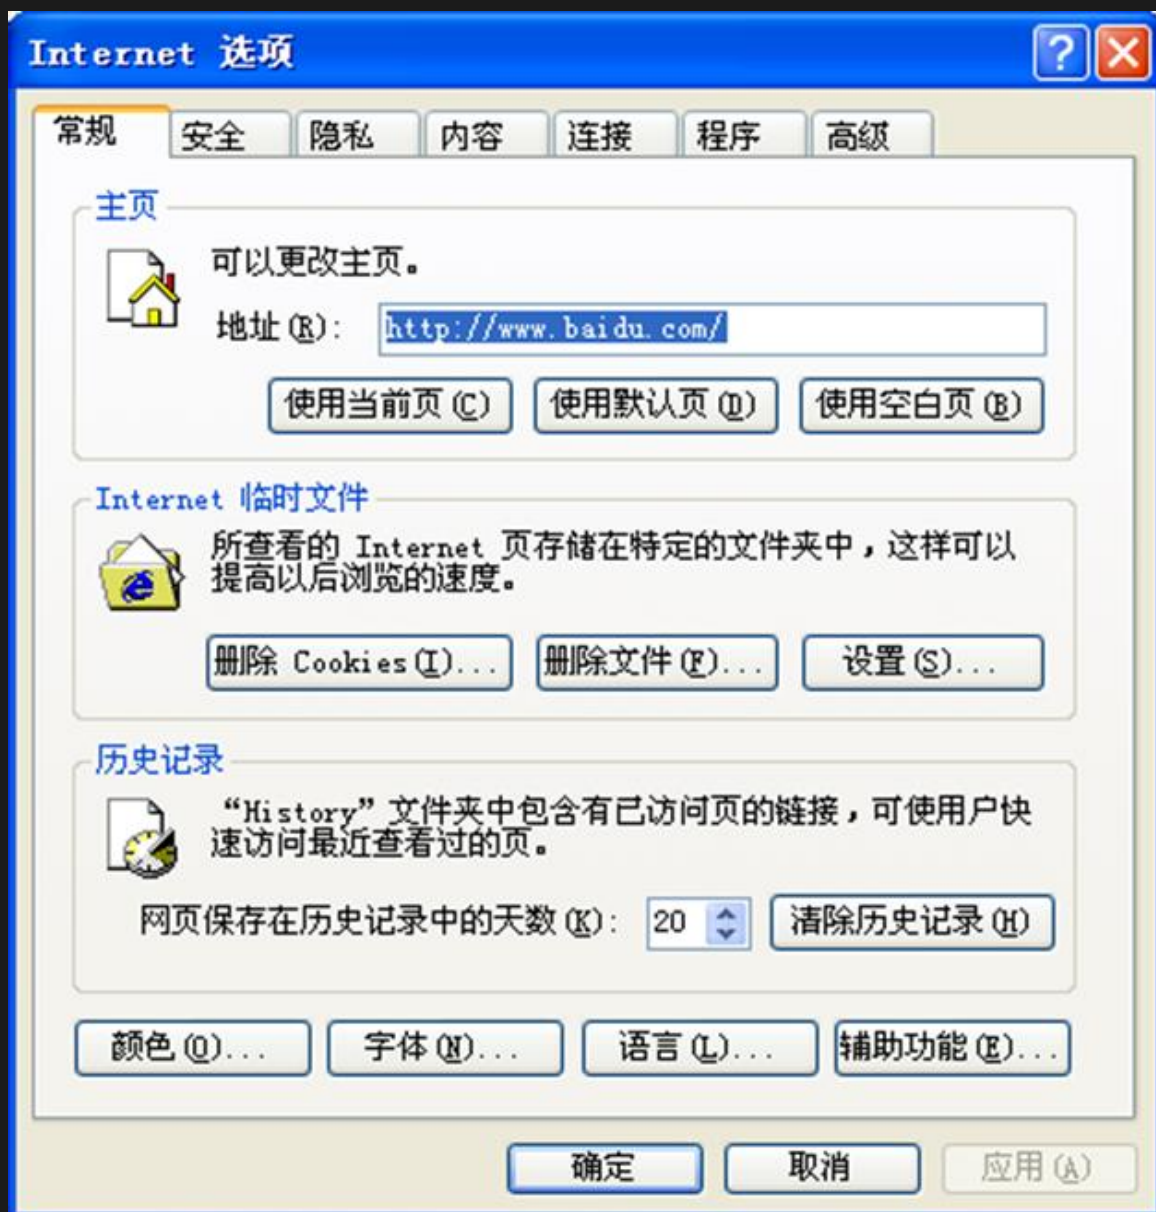 Internet 选项
常规 安全 隐私 内容 连接 程序 高级
主页
可以更改主页。
地址(R): http://www.baidu.com/
使用当前页(C) 使用默认页(D) 使用空白页(B)
Internet 临时文件
所查看的 Internet 页存储在特定的文件夹中，这样可以
提高以后浏览的速度。
删除 Cookies(I)... 删除文件(F)... 设置(S)...
历史记录
“History”文件夹中包含有已访问页的链接，可使用户快
速访问最近查看过的页。
网页保存在历史记录中的天数(K): 20 清除历史记录(H)
颜色(O)... 字体(N)... 语言(L)... 辅助功能(E)...
确定 取消 应用(A)